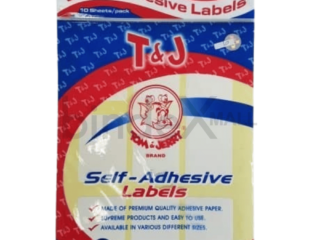 10 Sheets/pack
Adhesive Labels
T&J
T&J
T&J
TOM & JERRY
BRAND
Self-Adhesive
Labels
MADE OF PREMIUM QUALITY ADHESIVE PAPER.
SUPREME PRODUCTS AND EASY TO USE.
AVAILABLE IN VARIOUS DIFFERENT SIZES.